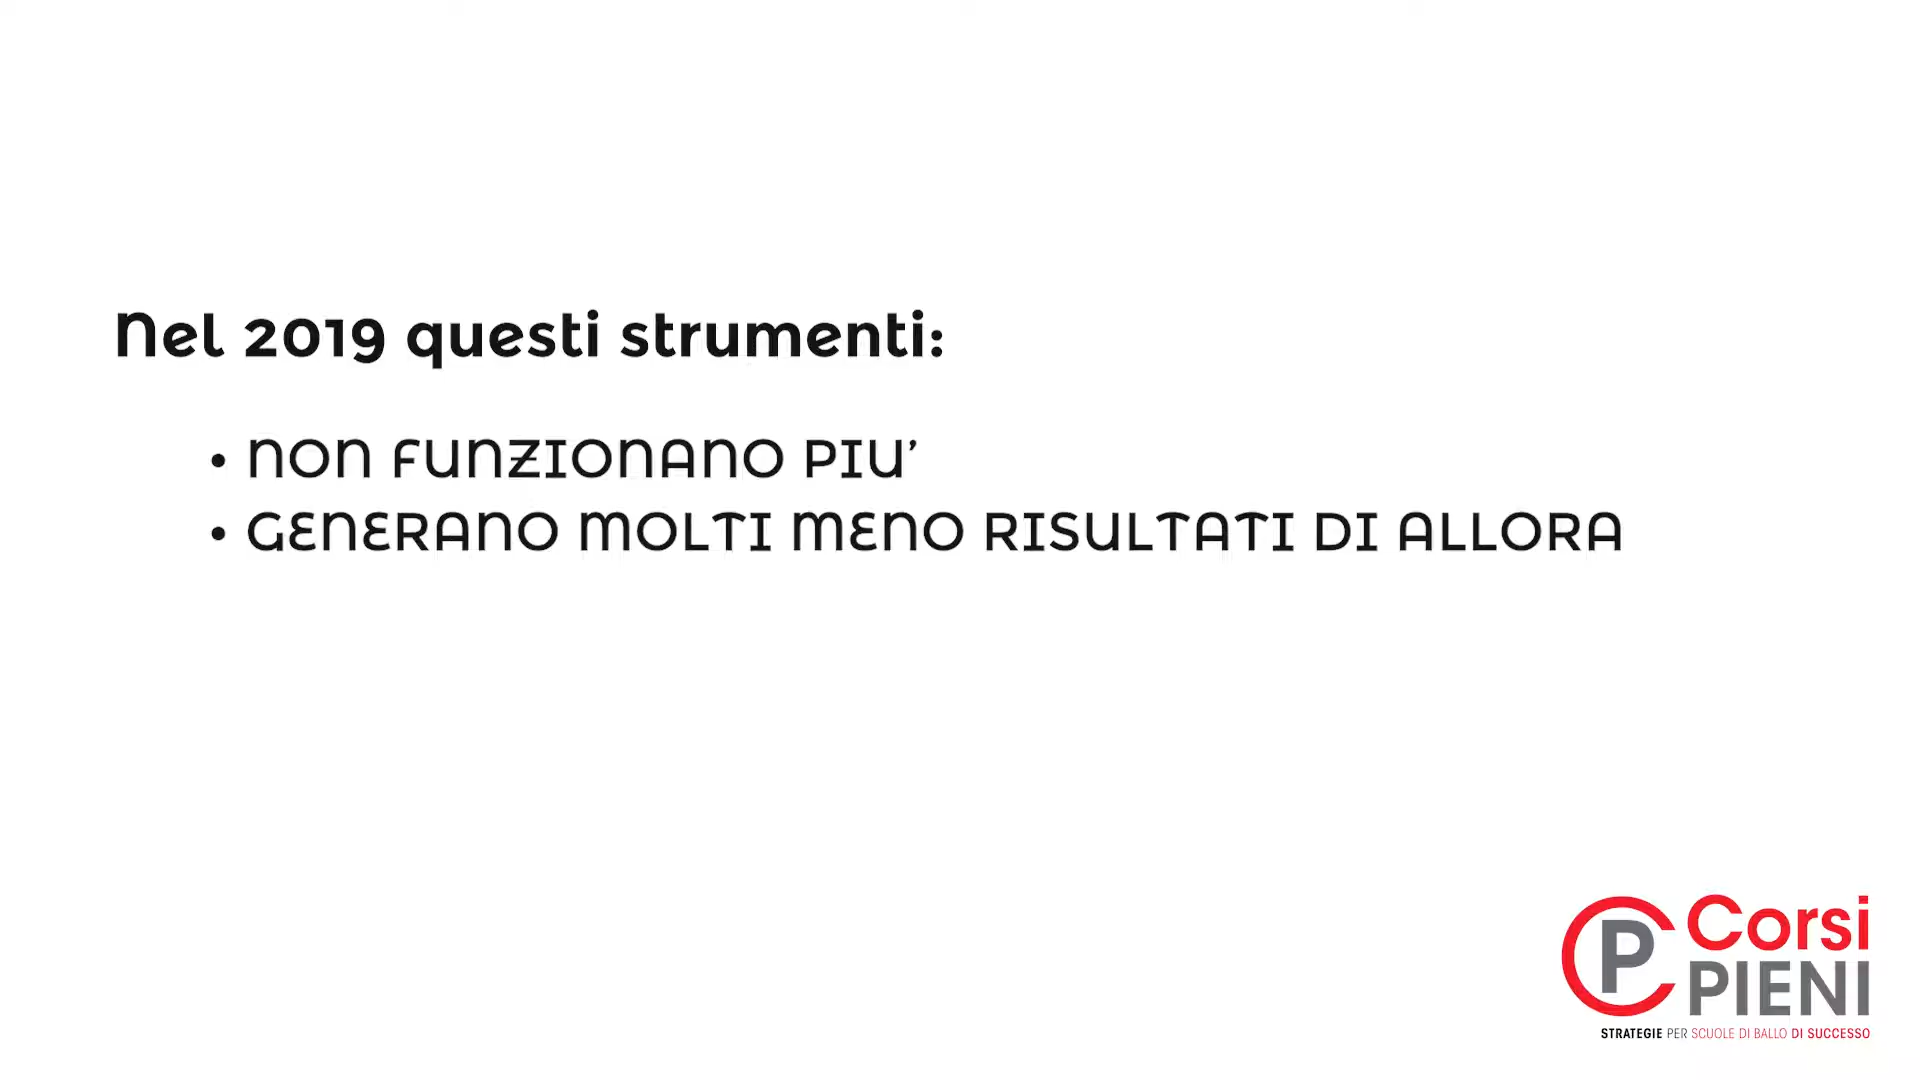 Nel 2019 questi strumenti:
• NON FUNZIONANO PIU’
• GENERANO MOLTI MENO RISULTATI DI ALLORA
CP Corsi
PIENI
STRATEGIE PER SCUOLE DI BALLO DI SUCCESSO